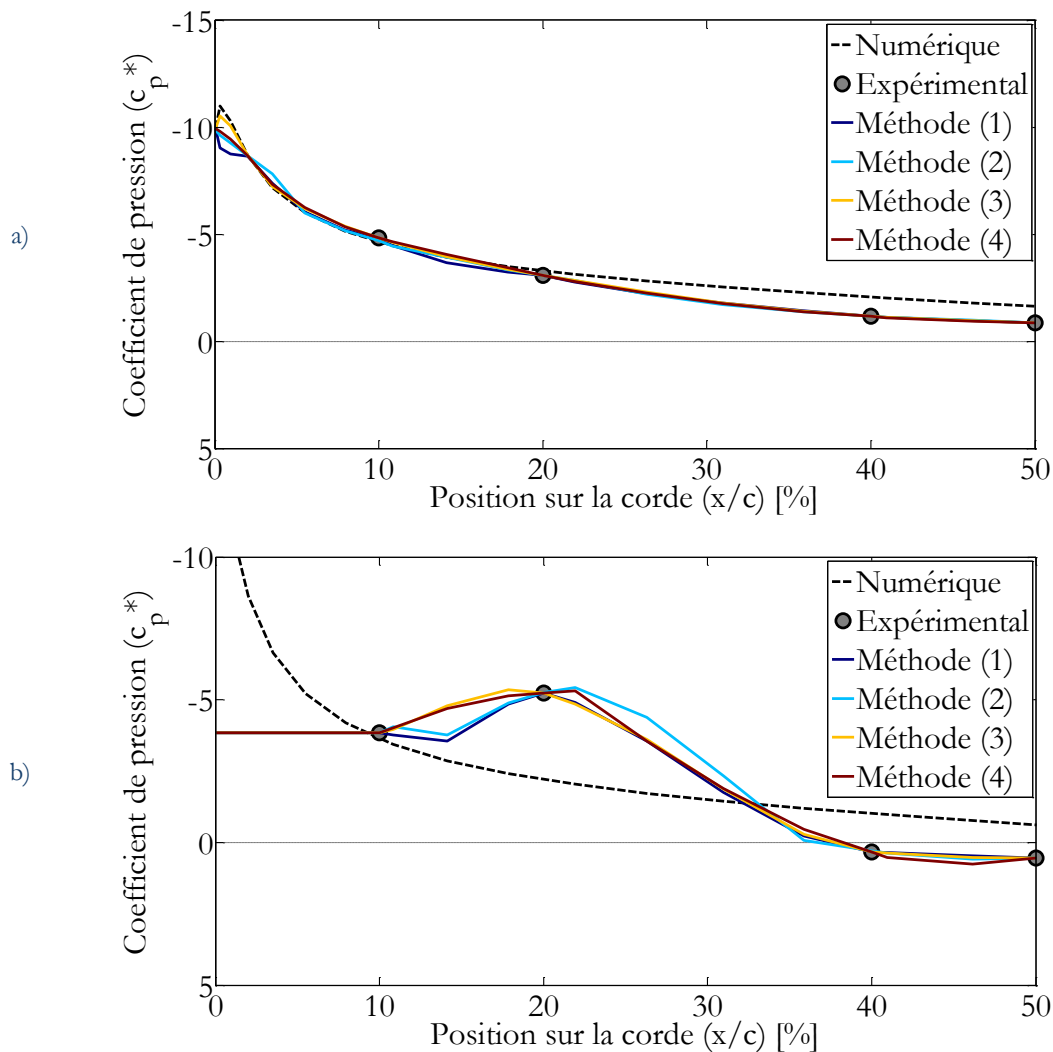 a)
Coefficient de pression (c_p*)
-15
-10
-5
0
5
0 10 20 30 40 50
Position sur la corde (x/c) [%]
Numérique
Expérimental
Méthode (1)
Méthode (2)
Méthode (3)
Méthode (4)
b)
Coefficient de pression (c_p*)
-10
-5
0
5
0 10 20 30 40 50
Position sur la corde (x/c) [%]
Numérique
Expérimental
Méthode (1)
Méthode (2)
Méthode (3)
Méthode (4)